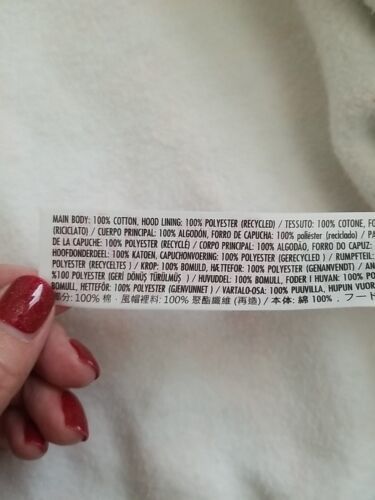 MAIN BODY: 100% COTTON, HOOD LINING: 100% POLYESTER (RECYCLED) / TESSUTO: 100% COTONE, FO
(RICICLATO) / CUERPO PRINCIPAL: 100% ALGODÓN, FORRO DE CAPUCHA: 100% poliéster (reciclado) / PA
DE LA CAPUCHE: 100% POLYESTER (RECYCLÉ) / CORPO PRINCIPAL: 100% ALGODÃO, FORRO DO CAPUZ:
HOOFDONDERDEEL: 100% KATOEN, CAPUCHONVOERING: 100% POLYESTER (GERECYCLED) / RUMPFTEIL:
POLYESTER (RECYCELTES ) / KROP: 100% BOMULD, HÆTTEFOR: 100% POLYESTER (GENANVENDT) / AN
%100 POLYESTER (GERİ DÖNÜŞ TÜRÜLMÜŞ ) / HUVUDDEL: 100% BOMULL, FODER I HUVAN: 100% PO
BOMULL, HETTEFÔR: 100% POLYESTER (GJENVUNNET ) / VARTALO-OSA: 100% PUUVILLA, HUPUN VUOR
部分: 100% 棉，風帽裡料: 100% 聚酯纖維 (再造) / 本体: 綿 100%，フード